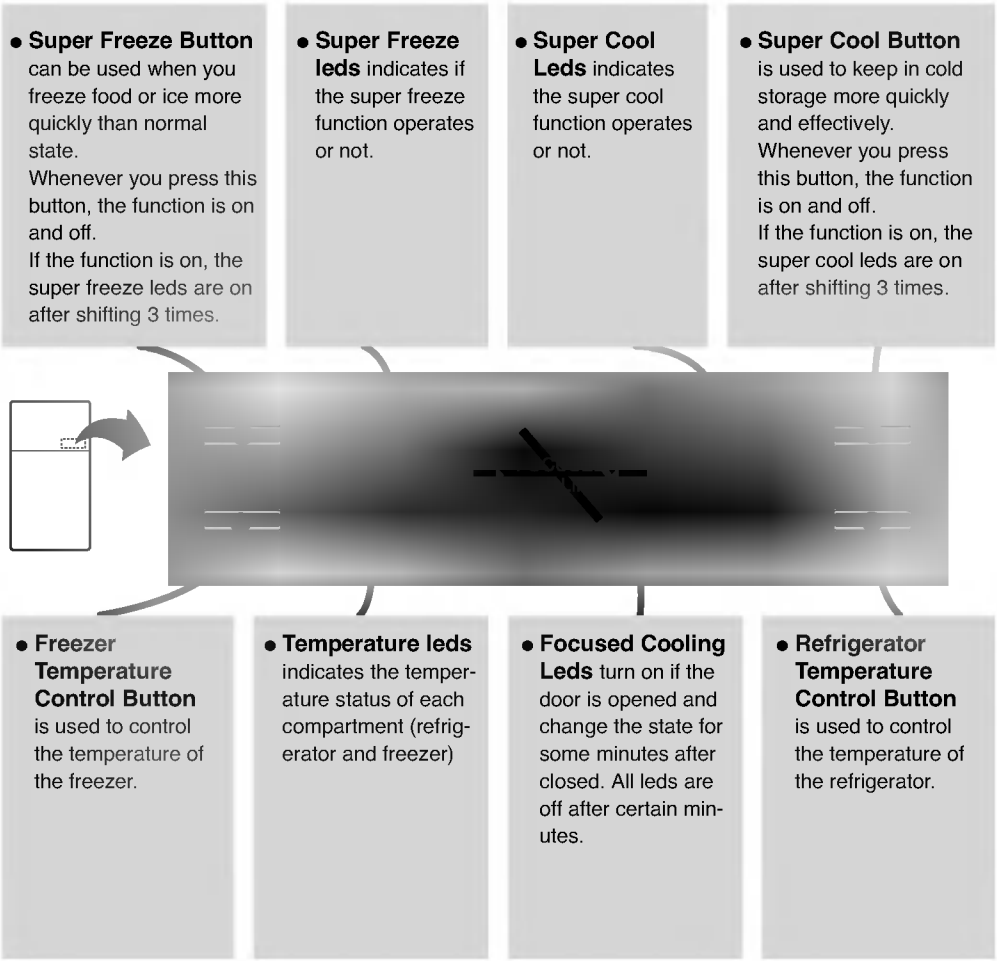 ● Super Freeze Button
can be used when you
freeze food or ice more
quickly than normal
state.
Whenever you press this
button, the function is on
and off.
If the function is on, the
super freeze leds are on
after shifting 3 times.
● Super Freeze
leds indicates if
the super freeze
function operates
or not.
● Super Cool
Leds indicates
the super cool
function operates
or not.
● Super Cool Button
is used to keep in cold
storage more quickly
and effectively.
Whenever you press
this button, the function
is on and off.
If the function is on, the
super cool leds are on
after shifting 3 times.
● Freezer
Temperature
Control Button
is used to control
the temperature of
the freezer.
● Temperature leds
indicates the temper-
ature status of each
compartment (refrig-
erator and freezer)
● Focused Cooling
Leds turn on if the
door is opened and
change the state for
some minutes after
closed. All leds are
off after certain min-
utes.
● Refrigerator
Temperature
Control Button
is used to control
the temperature of
the refrigerator.